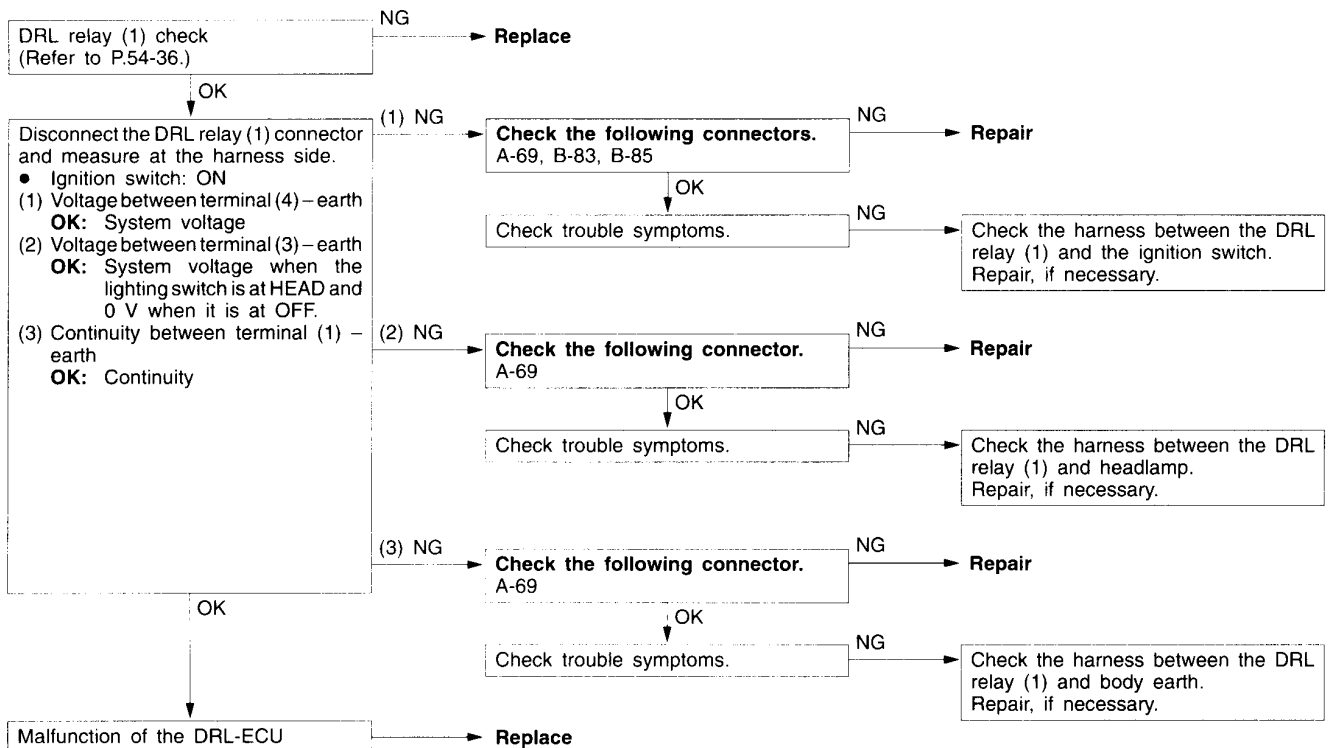 DRL relay (1) check
(Refer to P.54-36.)
NG
Replace
OK
Disconnect the DRL relay (1) connector
and measure at the harness side.
● Ignition switch: ON
(1) Voltage between terminal (4) – earth
OK: System voltage
(2) Voltage between terminal (3) – earth
OK: System voltage when the
lighting switch is at HEAD and
0 V when it is at OFF.
(3) Continuity between terminal (1) –
earth
OK: Continuity
(1) NG
Check the following connectors.
A-69, B-83, B-85
NG
Repair
OK
Check trouble symptoms.
NG
Check the harness between the DRL
relay (1) and the ignition switch.
Repair, if necessary.
(2) NG
Check the following connector.
A-69
NG
Repair
OK
Check trouble symptoms.
NG
Check the harness between the DRL
relay (1) and headlamp.
Repair, if necessary.
(3) NG
Check the following connector.
A-69
NG
Repair
OK
Check trouble symptoms.
NG
Check the harness between the DRL
relay (1) and body earth.
Repair, if necessary.
OK
Malfunction of the DRL-ECU
Replace